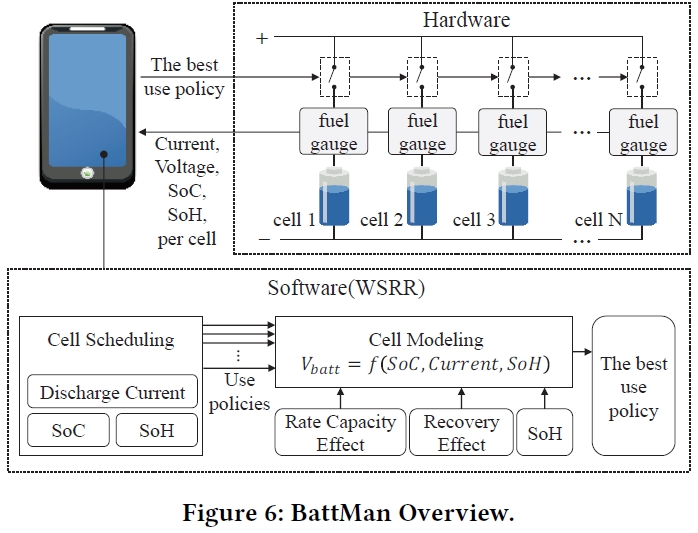 Hardware
+
The best
use policy
...
fuel
gauge
fuel
gauge
fuel
gauge
...
fuel
gauge
Current,
Voltage,
SoC,
SoH,
per cell
cell 1
cell 2
cell 3
cell N
−
...
Software(WSRR)
Cell Scheduling
Discharge Current
SoC
SoH
⋮
Use
policies
Cell Modeling
V_batt = f(SoC, Current, SoH)
Rate Capacity
Effect
Recovery
Effect
SoH
The best
use
policy
Figure 6: BattMan Overview.